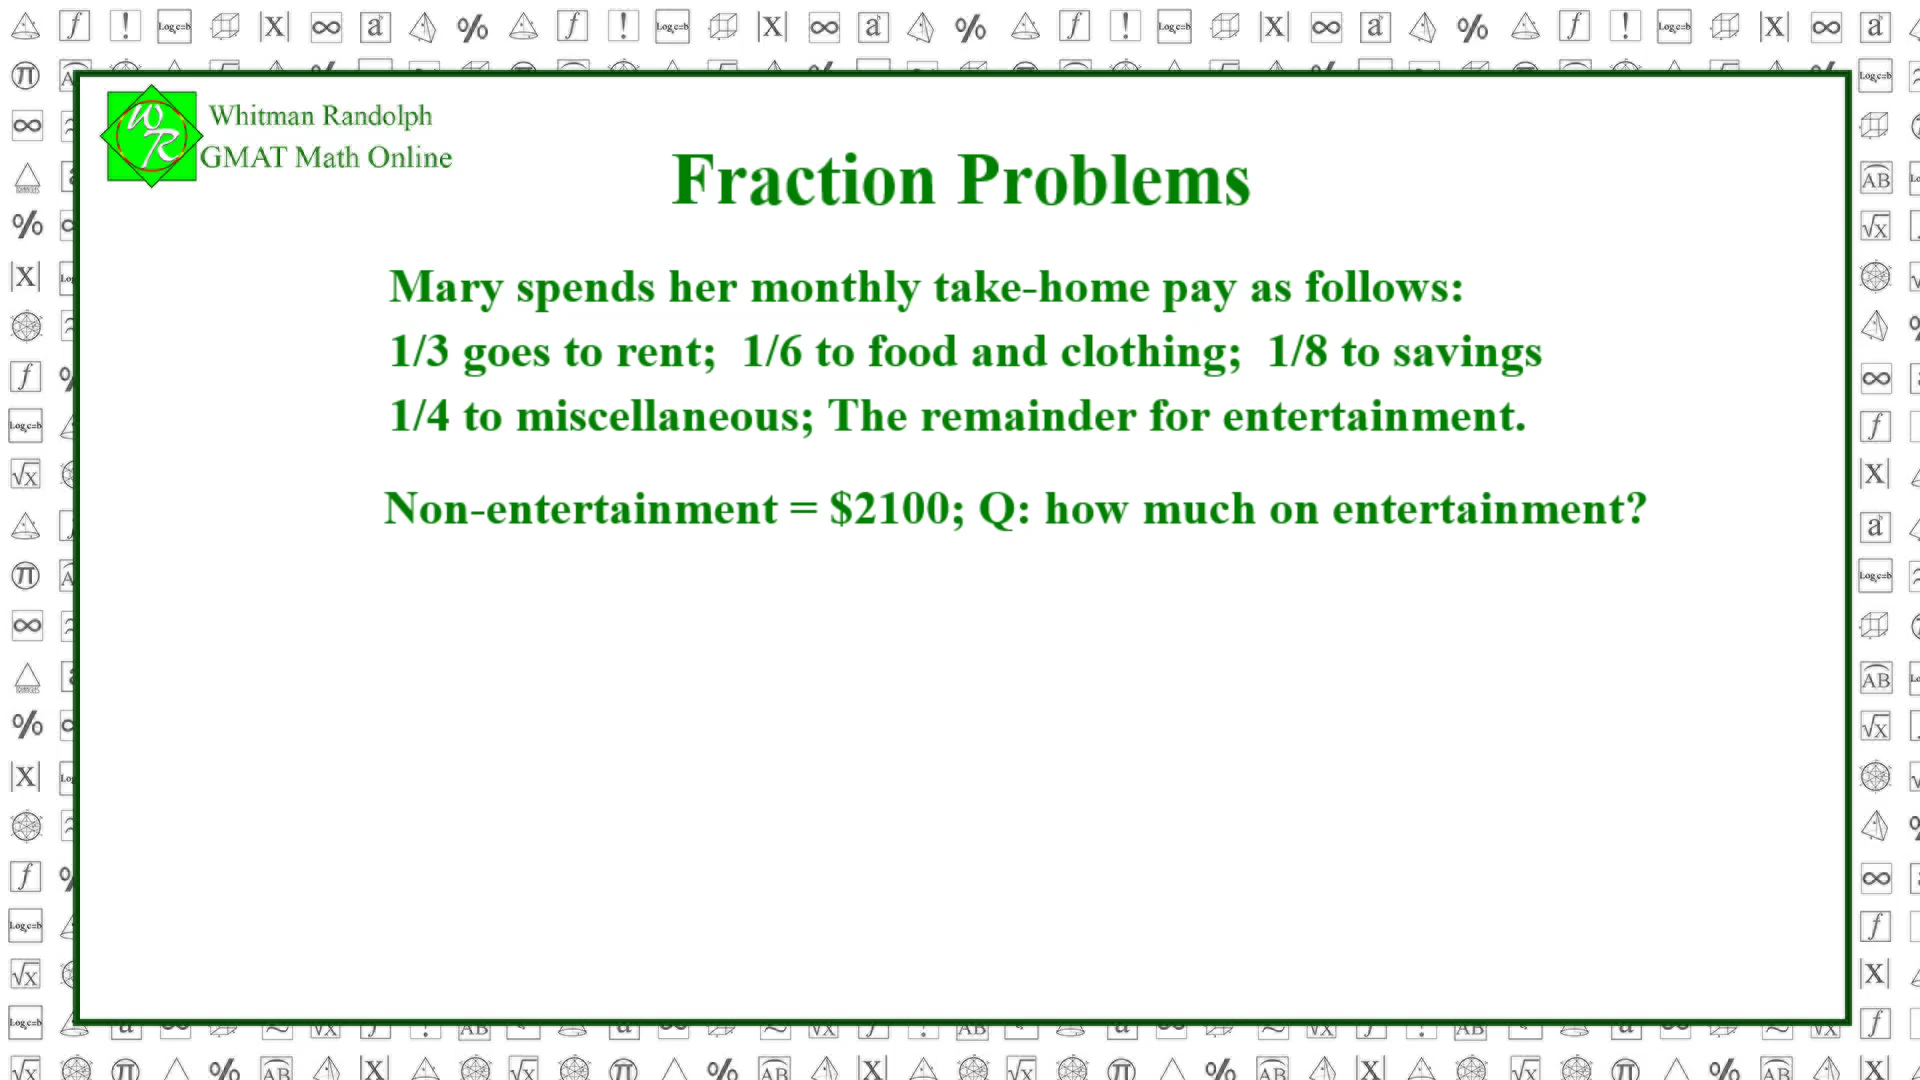 Whitman Randolph
GMAT Math Online
Fraction Problems
Mary spends her monthly take-home pay as follows:
1/3 goes to rent;  1/6 to food and clothing;  1/8 to savings
1/4 to miscellaneous; The remainder for entertainment.
Non-entertainment = $2100; Q: how much on entertainment?